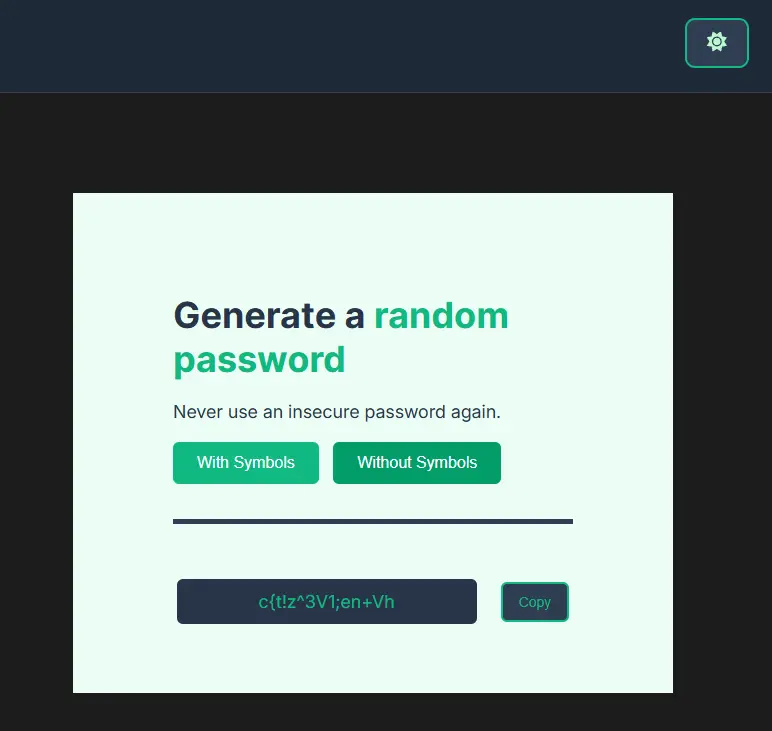 Generate a random
password
Never use an insecure password again.
With Symbols Without Symbols
c{t!z^3V1;en+Vh Copy